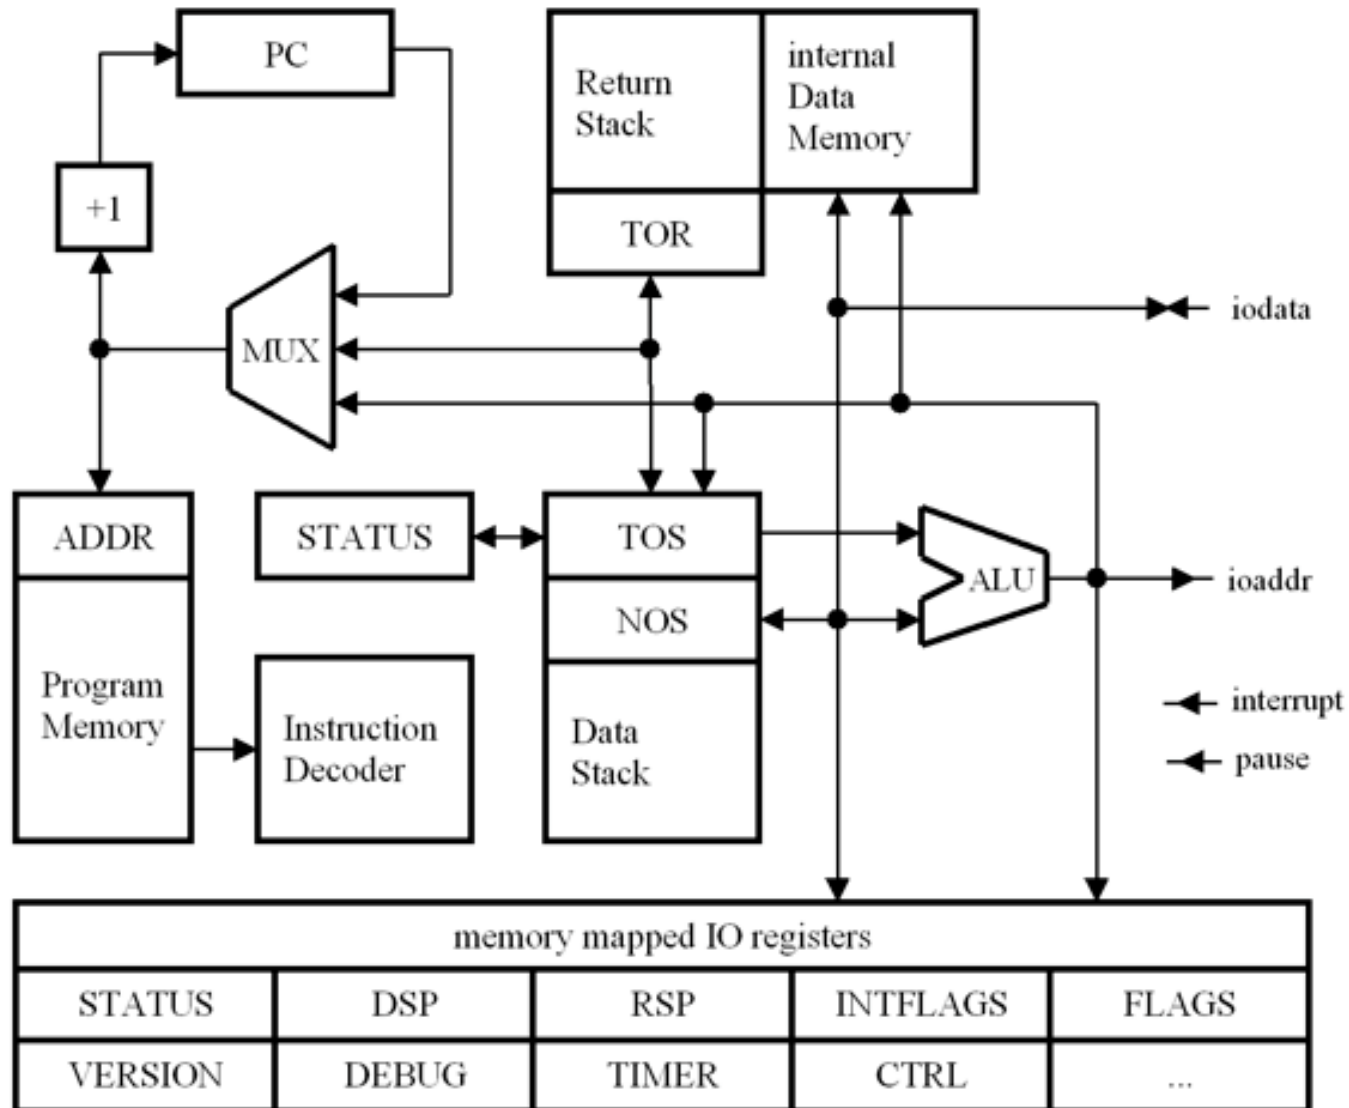 PC
Return
Stack
internal
Data
Memory
+1
TOR
iodata
MUX
ADDR
STATUS
TOS
ALU
ioaddr
NOS
Program
Memory
Instruction
Decoder
Data
Stack
interrupt
pause
memory mapped IO registers
STATUS DSP RSP INTFLAGS FLAGS
VERSION DEBUG TIMER CTRL ...